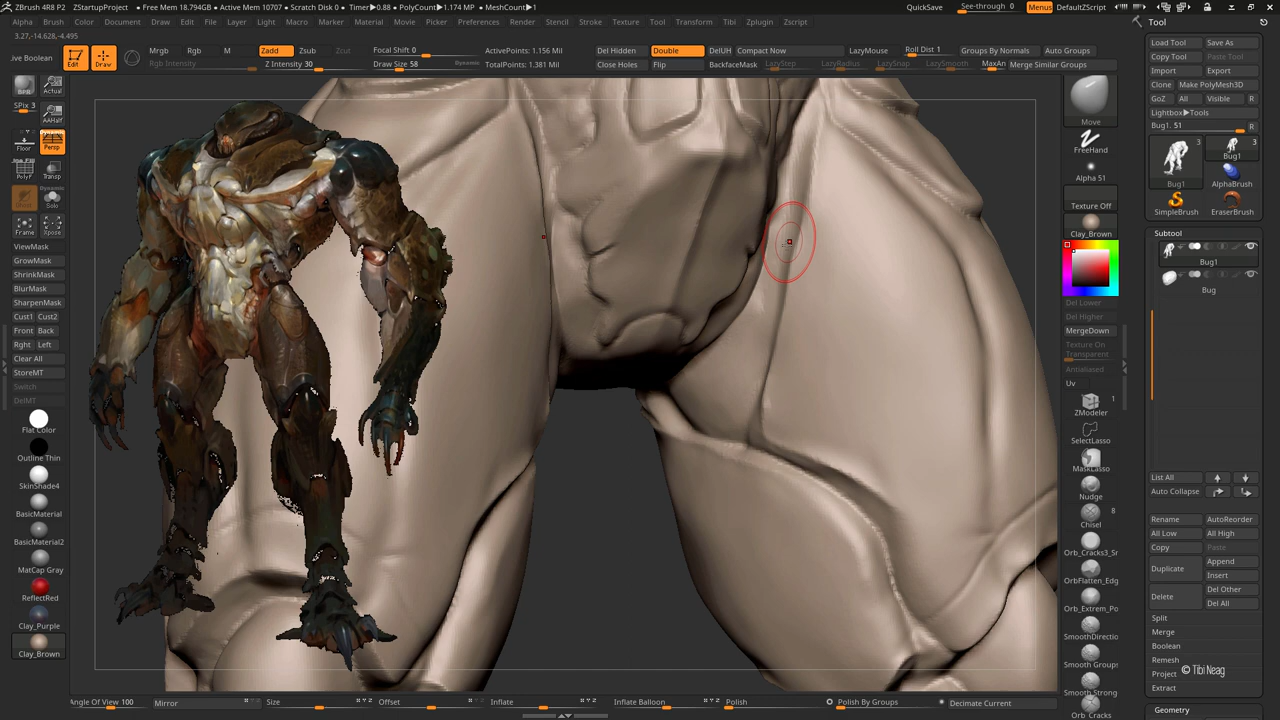 ZBrush 4R8 P2 ZStartupProject • Free Mem 18.794GB • Active Mem 10707 • Scratch Disk 0 • Timer▶0.88 • PolyCount▶1.174 MP • MeshCount▶1
QuickSave See-through 0 Menus DefaultZScript
Alpha Brush Color Document Draw Edit File Layer Light Macro Marker Material Movie Picker Preferences Render Stencil Stroke Texture Tool Transform Tibi Zplugin Zscript
3.27,-14.628,-4.495
Live Boolean Edit Draw
Mrgb Rgb M Zadd Zsub Zcut
Rgb Intensity Z Intensity 30
Focal Shift 0
Draw Size 58 Dynamic
ActivePoints: 1.156 Mil
TotalPoints: 1.381 Mil
Del Hidden Double DelUH Compact Now
Close Holes Flip BackfaceMask
LazyMouse Roll Dist 1 Groups By Normals Auto Groups
LazyStep LazyRadius LazySnap LazySmooth MaxAn Merge Similar Groups
BPR Actual
SPix 3 AAHalf
Dynamic
Floor Persp
PolyF Transp
Dynamic
Ghost Solo
Frame Xpose
ViewMask
GrowMask
ShrinkMask
BlurMask
SharpenMask
Cust1 Cust2
Front Back
Rght Left
Clear All
StoreMT
Switch
DelMT
Flat Color
Outline Thin
SkinShade4
BasicMaterial
BasicMaterial2
MatCap Gray
ReflectRed
Clay_Purple
Clay_Brown
Angle Of View 100 Mirror Size Offset Inflate Inflate Balloon Polish Polish By Groups Decimate Current
Move
FreeHand
Alpha 51
Texture Off
Clay_Brown
Del Lower
Del Higher
MergeDown
Texture On
Transparent
Antialiased
Uv
ZModeler 1
SelectLasso
MaskLasso
Nudge
Chisel 8
Orb_Cracks3_Sr
OrbFlatten_Edg
Orb_Extrem_Po
SmoothDirectio
Smooth Groups
Smooth Strong
Orb_Cracks
Tool
Load Tool Save As
Copy Tool Paste Tool
Import Export
Clone Make PolyMesh3D
GoZ All Visible R
Lightbox▶Tools
Bug1. 51 R
3 3
Bug1 Bug1
AlphaBrush
SimpleBrush EraserBrush
Subtool
Bug1
Bug
List All
Auto Collapse
Rename AutoReorder
All Low All High
Copy Paste
Duplicate Append
Insert
Delete Del Other
Del All
Split
Merge
Boolean
Remesh
Project
Extract
© Tibi Neag
Geometry